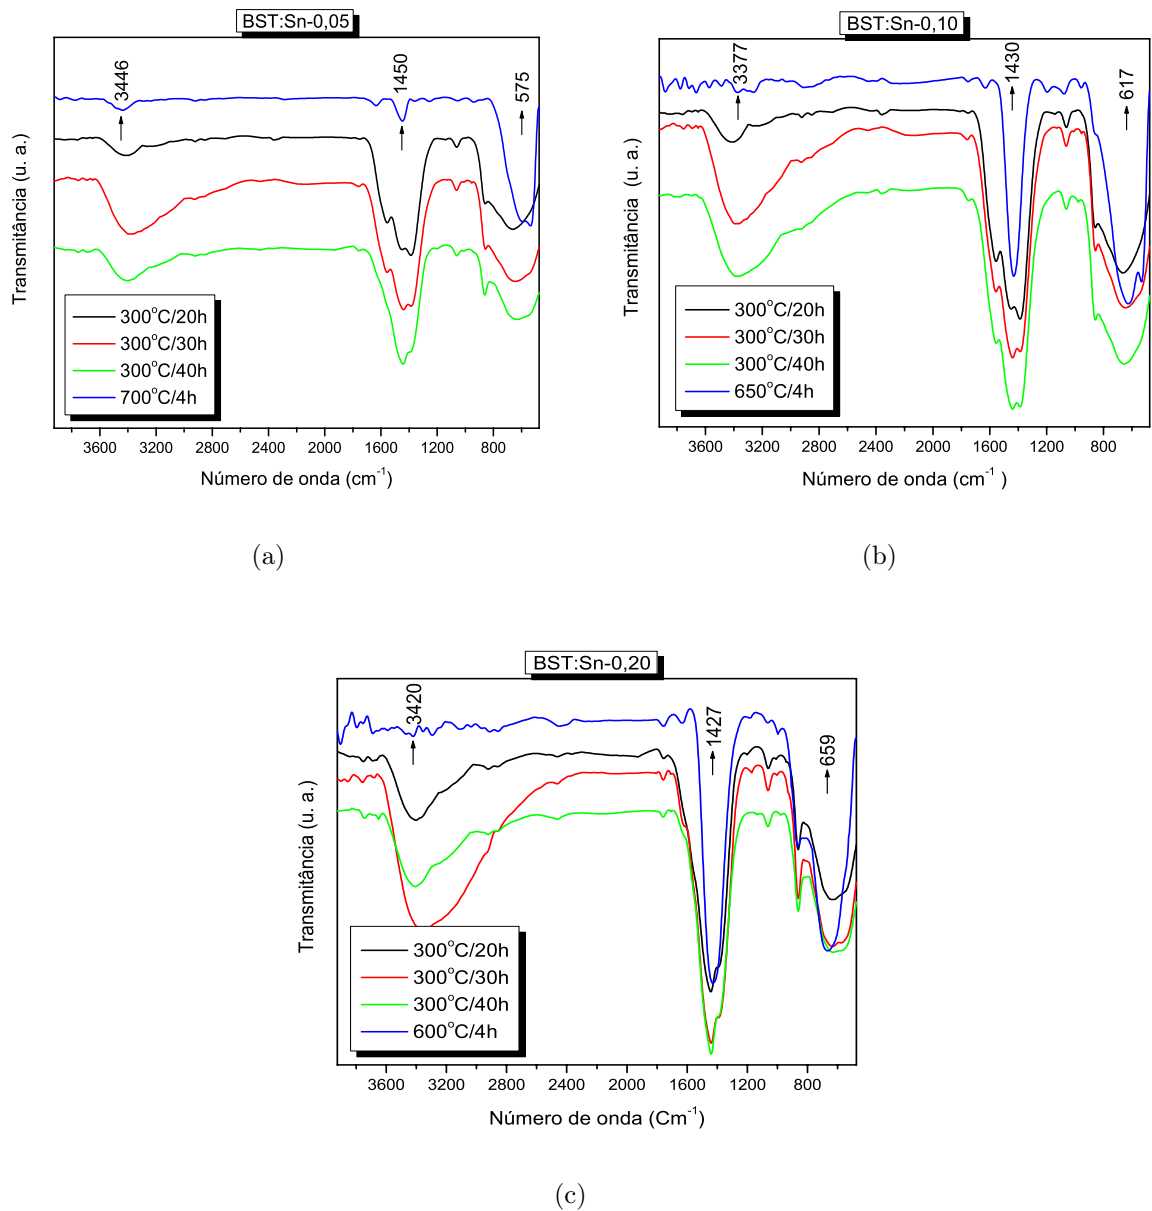 BST:Sn-0,05
3446
1450
575
Transmitância (u. a.)
300°C/20h
300°C/30h
300°C/40h
700°C/4h
3600 3200 2800 2400 2000 1600 1200 800
Número de onda (cm⁻¹)
(a)
BST:Sn-0,10
3377
1430
617
Transmitância (u. a.)
300°C/20h
300°C/30h
300°C/40h
650°C/4h
3600 3200 2800 2400 2000 1600 1200 800
Número de onda (cm⁻¹ )
(b)
BST:Sn-0,20
3420
1427
659
Transmitância (u. a.)
300°C/20h
300°C/30h
300°C/40h
600°C/4h
3600 3200 2800 2400 2000 1600 1200 800
Número de onda (Cm⁻¹)
(c)